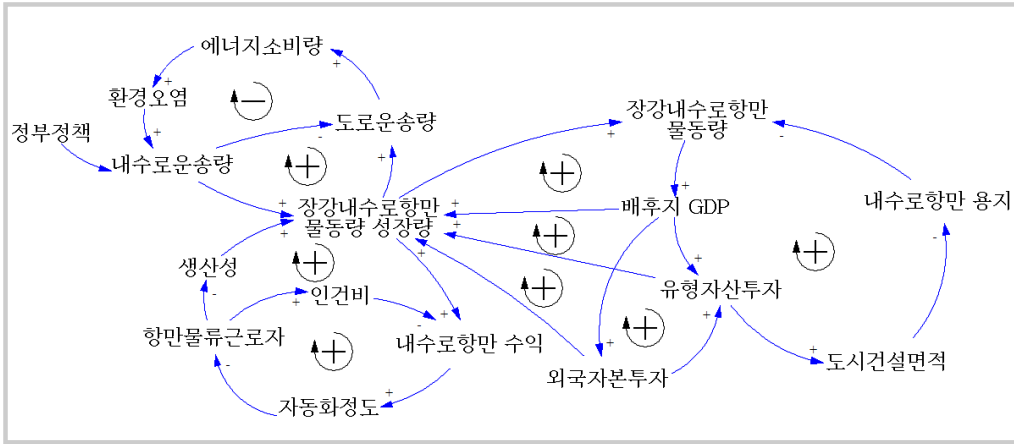 에너지소비량
환경오염
정부정책
내수로운송량
도로운송량
장강내수로항만
물동량 성장량
생산성
인건비
항만물류근로자
내수로항만 수익
자동화정도
장강내수로항만
물동량
배후지 GDP
내수로항만 용지
유형자산투자
외국자본투자
도시건설면적